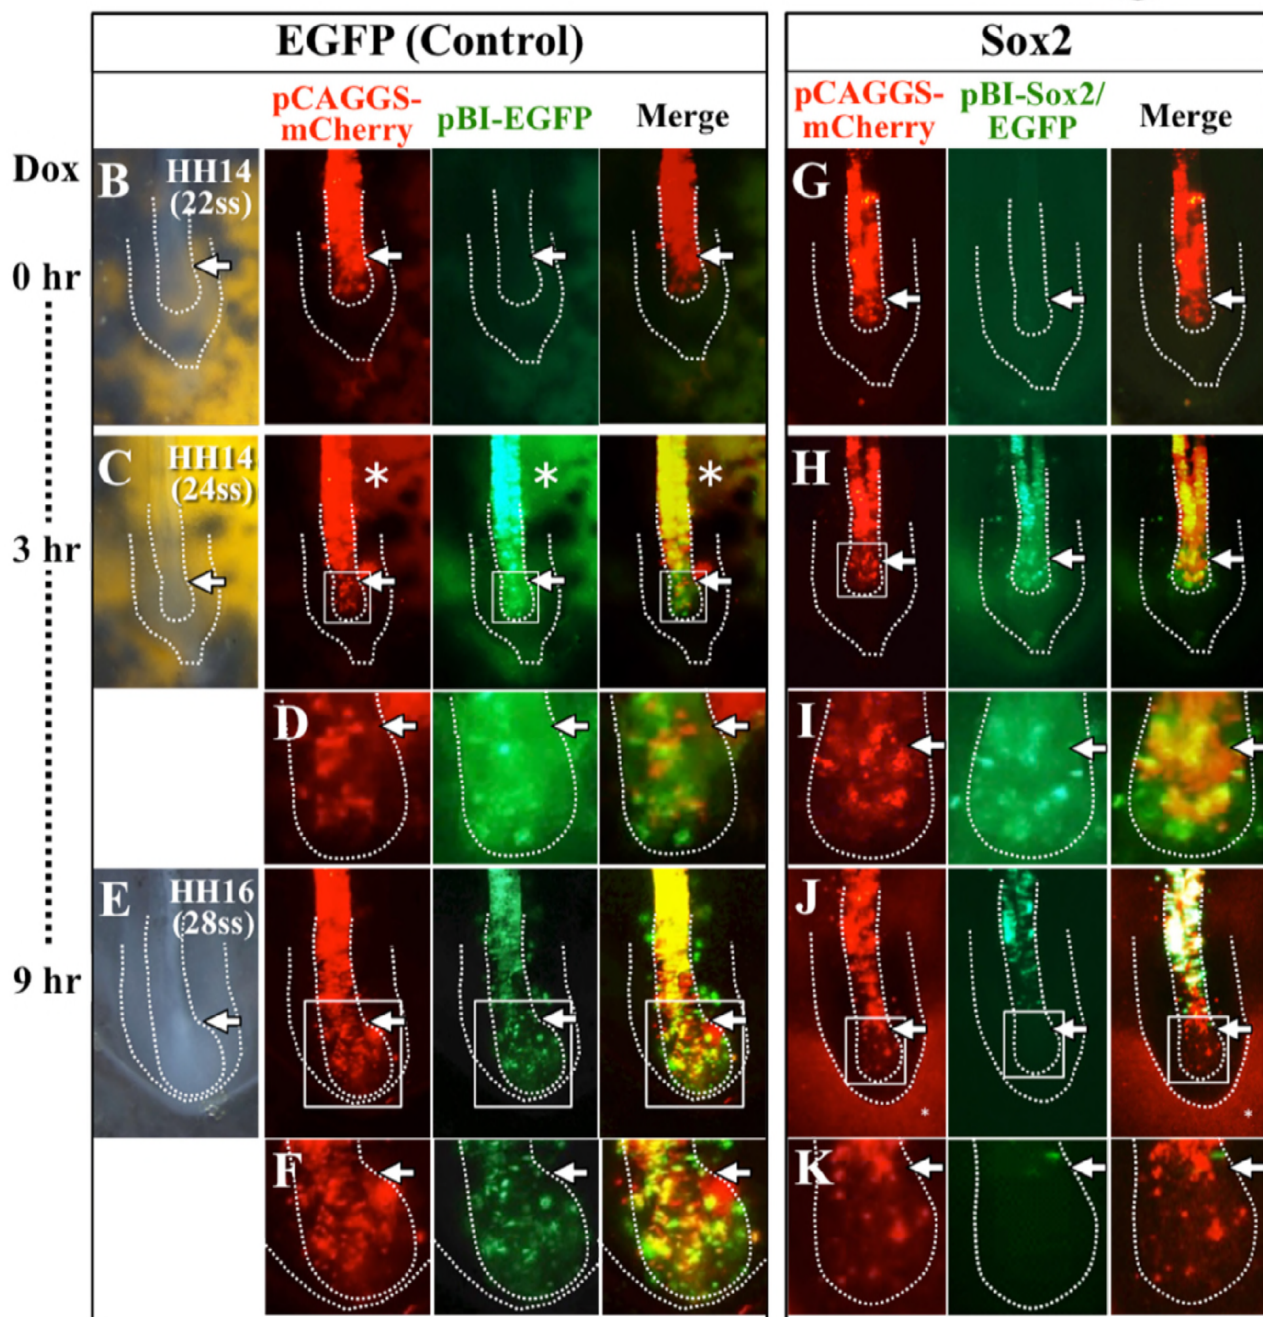 EGFP (Control)
Sox2
pCAGGS-
mCherry
pBI-EGFP
Merge
pCAGGS-
mCherry
pBI-Sox2/
EGFP
Merge
Dox
B
HH14
(22ss)
G
0 hr
C
HH14
(24ss)
*
*
*
H
3 hr
D
I
E
HH16
(28ss)
J
9 hr
*
*
F
K